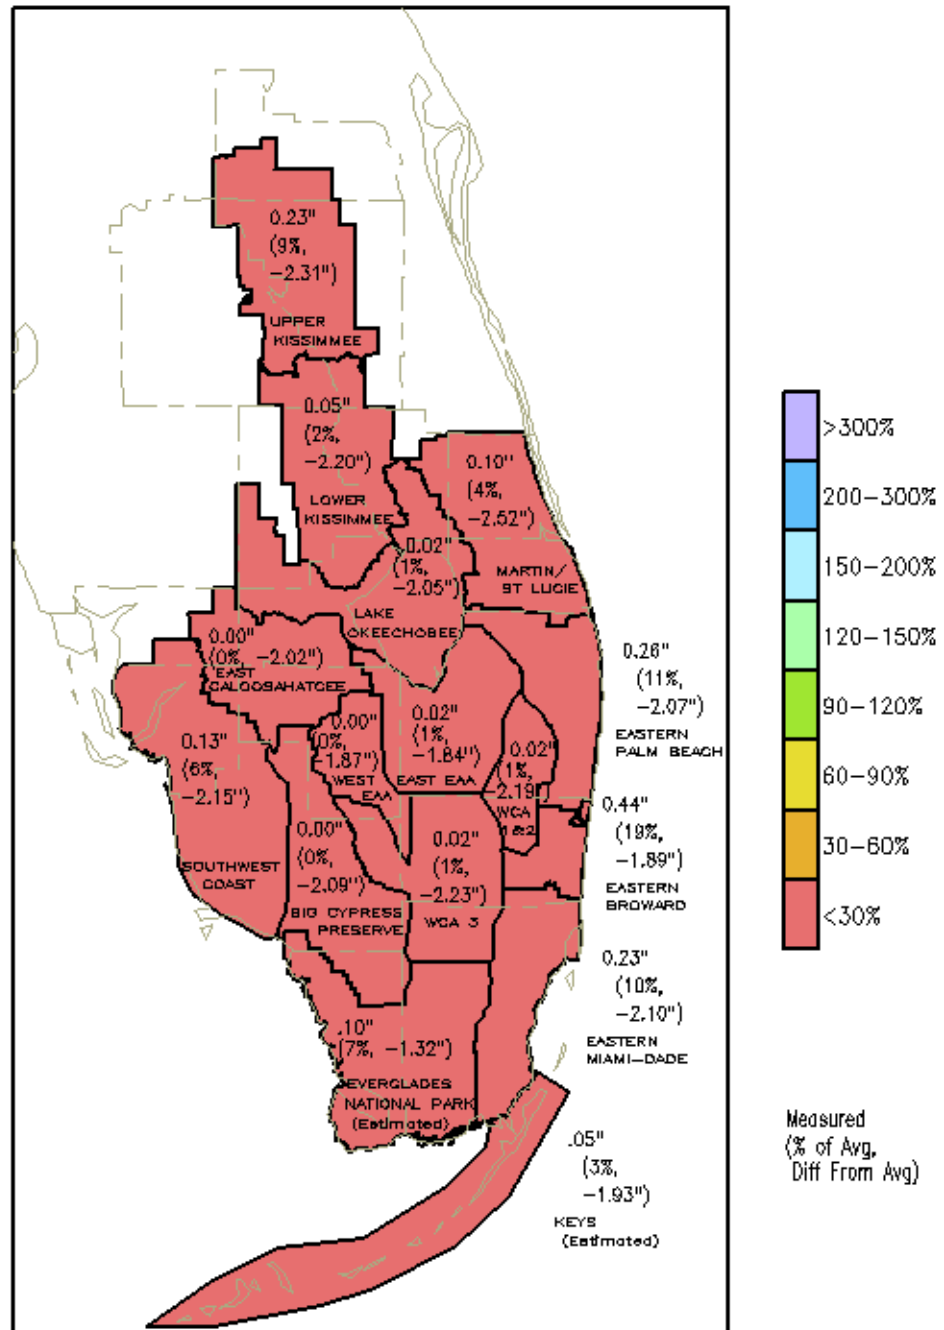 0.23"
(9%,
-2.31")
UPPER
KISSIMMEE
0.05"
(2%,
-2.20")
LOWER
KISSIMMEE
0.10"
(4%,
-2.52")
MARTIN/
ST LUCIE
0.02"
(1%,
-2.05")
LAKE
OKEECHOBEE
0.00"
(0%, -2.02")
EAST
CALOOSAHATCEE
0.13"
(6%,
-2.15")
SOUTHWEST
COAST
0.00"
(0%,
-1.87")
WEST
EAA
0.02"
(1%,
-1.84")
EAST EAA
0.02"
(1%,
-2.19")
WCA
1&2
0.26"
(11%,
-2.07")
EASTERN
PALM BEACH
0.44"
(19%,
-1.89")
EASTERN
BROWARD
0.00"
(0%,
-2.09")
BIG CYPRESS
PRESERVE
0.02"
(1%,
-2.23")
WCA 3
0.23"
(10%,
-2.10")
EASTERN
MIAMI-DADE
.10"
(7%, -1.32")
EVERGLADES
NATIONAL PARK
(Estimated)
.05"
(3%,
-1.93")
KEYS
(Estimated)
>300%
200-300%
150-200%
120-150%
90-120%
60-90%
30-60%
<30%
Measured
(% of Avg,
Diff From Avg)